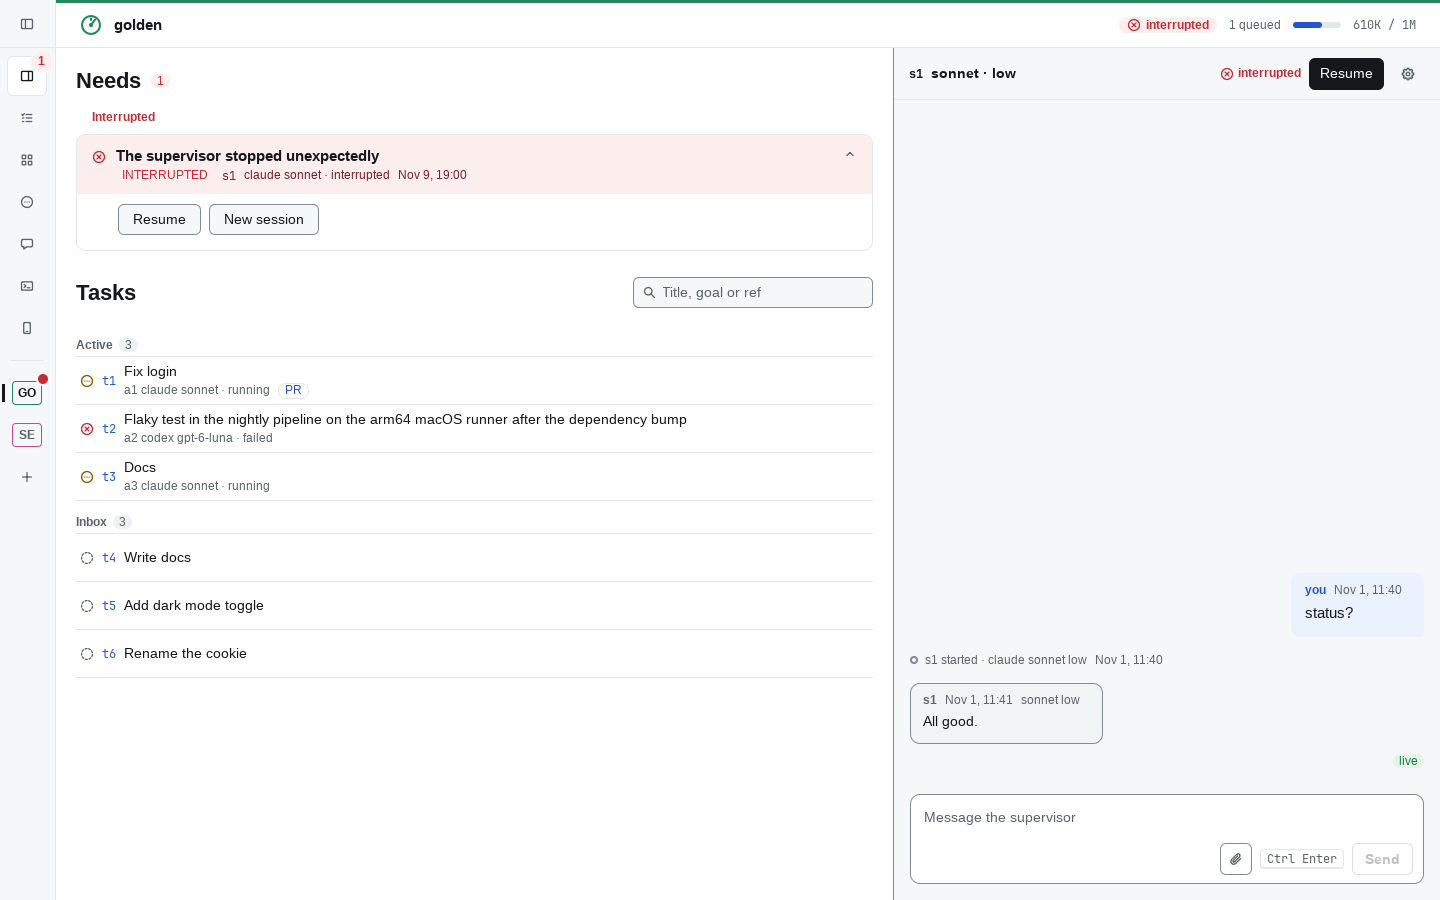 golden
interrupted
1 queued
610K / 1M
1
GO
SE
Needs 1
Interrupted
The supervisor stopped unexpectedly
INTERRUPTED s1 claude sonnet · interrupted Nov 9, 19:00
Resume
New session
Tasks
Title, goal or ref
Active 3
t1 Fix login
a1 claude sonnet · running PR
t2 Flaky test in the nightly pipeline on the arm64 macOS runner after the dependency bump
a2 codex gpt-6-luna · failed
t3 Docs
a3 claude sonnet · running
Inbox 3
t4 Write docs
t5 Add dark mode toggle
t6 Rename the cookie
s1 sonnet · low
interrupted
Resume
you Nov 1, 11:40
status?
s1 started · claude sonnet low Nov 1, 11:40
s1 Nov 1, 11:41 sonnet low
All good.
live
Message the supervisor
Ctrl Enter
Send